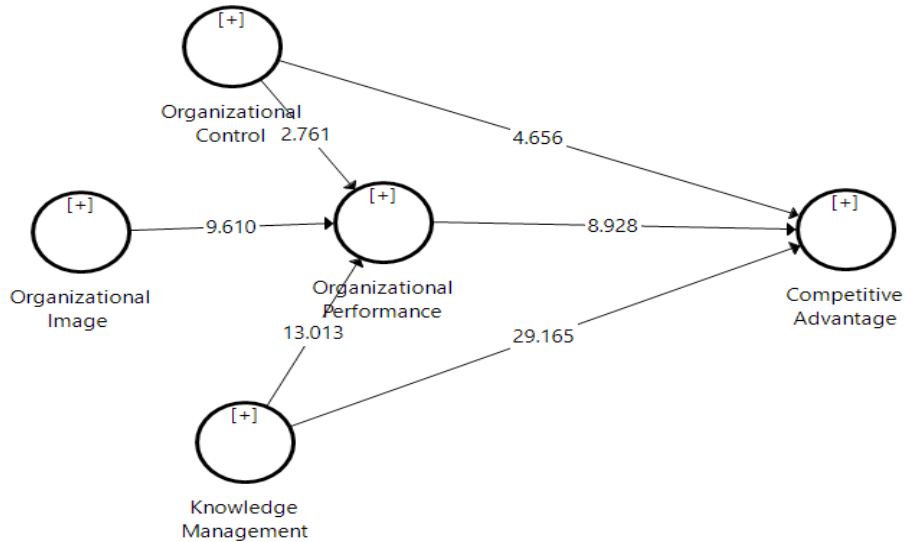 [+]
Organizational
Control
2.761
4.656
[+]
Organizational
Image
9.610
[+]
Organizational
Performance
8.928
[+]
Competitive
Advantage
13.013
29.165
[+]
Knowledge
Management